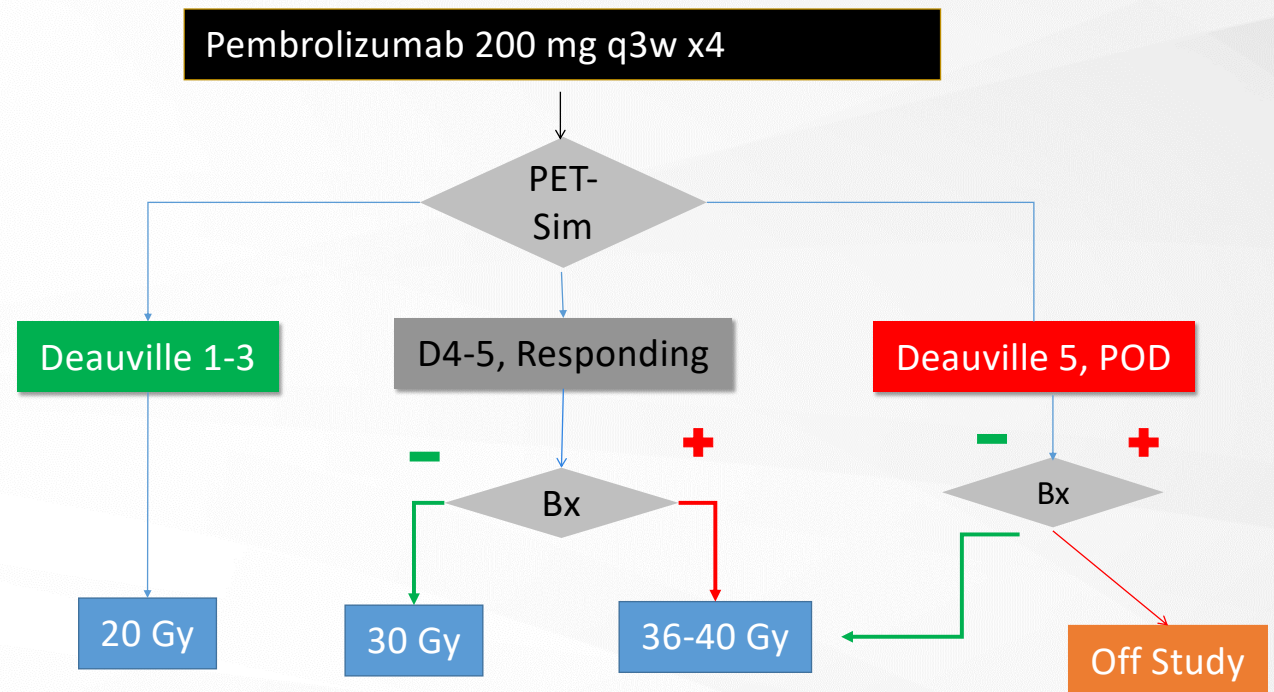 Pembrolizumab 200 mg q3w x4
PET-
Sim
Deauville 1-3
D4-5, Responding
Deauville 5, POD
- +
- +
Bx
Bx
20 Gy
30 Gy
36-40 Gy
Off Study